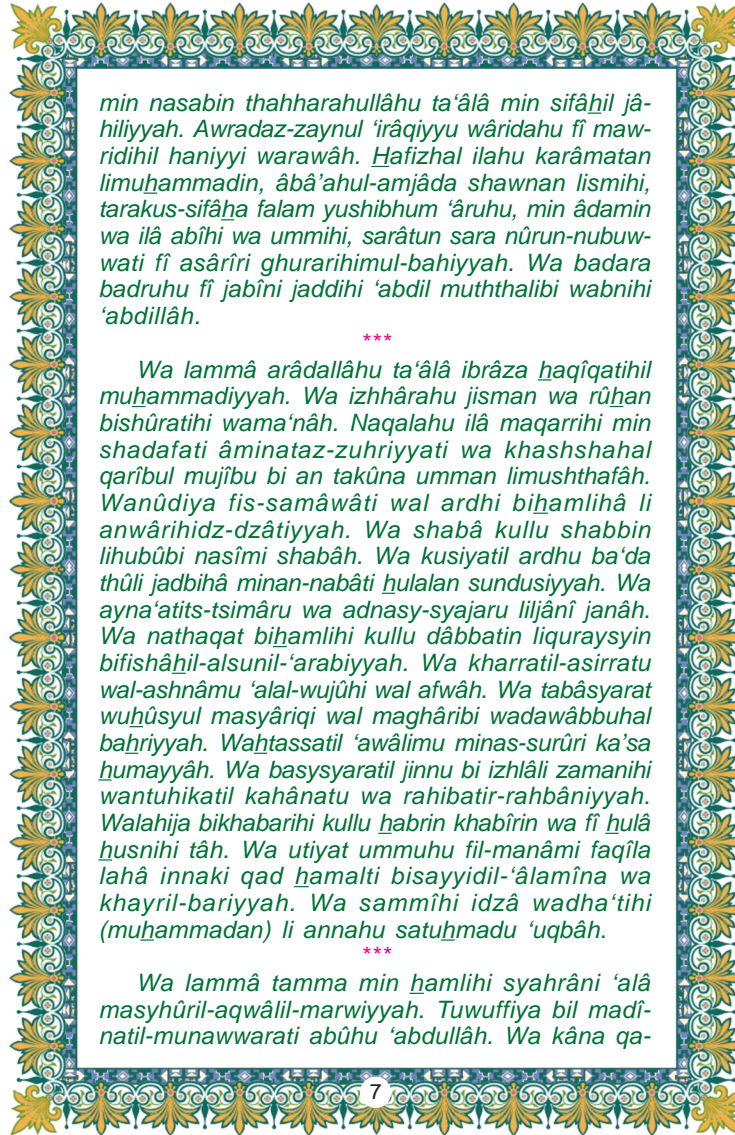 min nasabin thahharahullâhu ta‘âlâ min sifâhil jâ-
hiliyyah. Awradaz-zaynul ‘irâqiyyu wâridahu fî maw-
ridihil haniyyi warawâh. Hafizhal ilahu karâmatan
limuhammadin, âbâ’ahul-amjâda shawnan lismihi,
tarakus-sifâha falam yushibhum ‘âruhu, min âdamin
wa ilâ abîhi wa ummihi, sarâtun sara nûrun-nubuw-
wati fî asârîri ghurarihimul-bahiyyah. Wa badara
badruhu fî jabîni jaddihi ‘abdil muththalibi wabnihi
‘abdillâh.
***
Wa lammâ arâdallâhu ta‘âlâ ibrâza haqîqatihil
muhammadiyyah. Wa izhhârahu jisman wa rûhan
bishûratihi wama‘nâh. Naqalahu ilâ maqarrihi min
shadafati âminataz-zuhriyyati wa khashshahal
qarîbul mujîbu bi an takûna umman limushthafâh.
Wanûdiya fis-samâwâti wal ardhi bihamlihâ li
anwârihidz-dzâtiyyah. Wa shabâ kullu shabbin
lihubûbi nasîmi shabâh. Wa kusiyatil ardhu ba‘da
thûli jadbihâ minan-nabâti hulalan sundusiyyah. Wa
ayna‘atits-tsimâru wa adnasy-syajaru liljânî janâh.
Wa nathaqat bihamlihi kullu dâbbatin liquraysyin
bifishâhil-alsunil-‘arabiyyah. Wa kharratil-asirratu
wal-ashnâmu ‘alal-wujûhi wal afwâh. Wa tabâsyarat
wuhûsyul masyâriqi wal maghâribi wadawâbbuhal
bahriyyah. Wahtassatil ‘awâlimu minas-surûri ka’sa
humayyâh. Wa basysyaratil jinnu bi izhlâli zamanihi
wantuhikatil kahânatu wa rahibatir-rahbâniyyah.
Walahija bikhabarihi kullu habrin khabîrin wa fî hulâ
husnihi tâh. Wa utiyat ummuhu fil-manâmi faqîla
lahâ innaki qad hamalti bisayyidil-‘âlamîna wa
khayril-bariyyah. Wa sammîhi idzâ wadha‘tihi
(muhammadan) li annahu satuhmadu ‘uqbâh.
***
Wa lammâ tamma min hamlihi syahrâni ‘alâ
masyhûril-aqwâlil-marwiyyah. Tuwuffiya bil madî-
natil-munawwarati abûhu ‘abdullâh. Wa kâna qa-
7